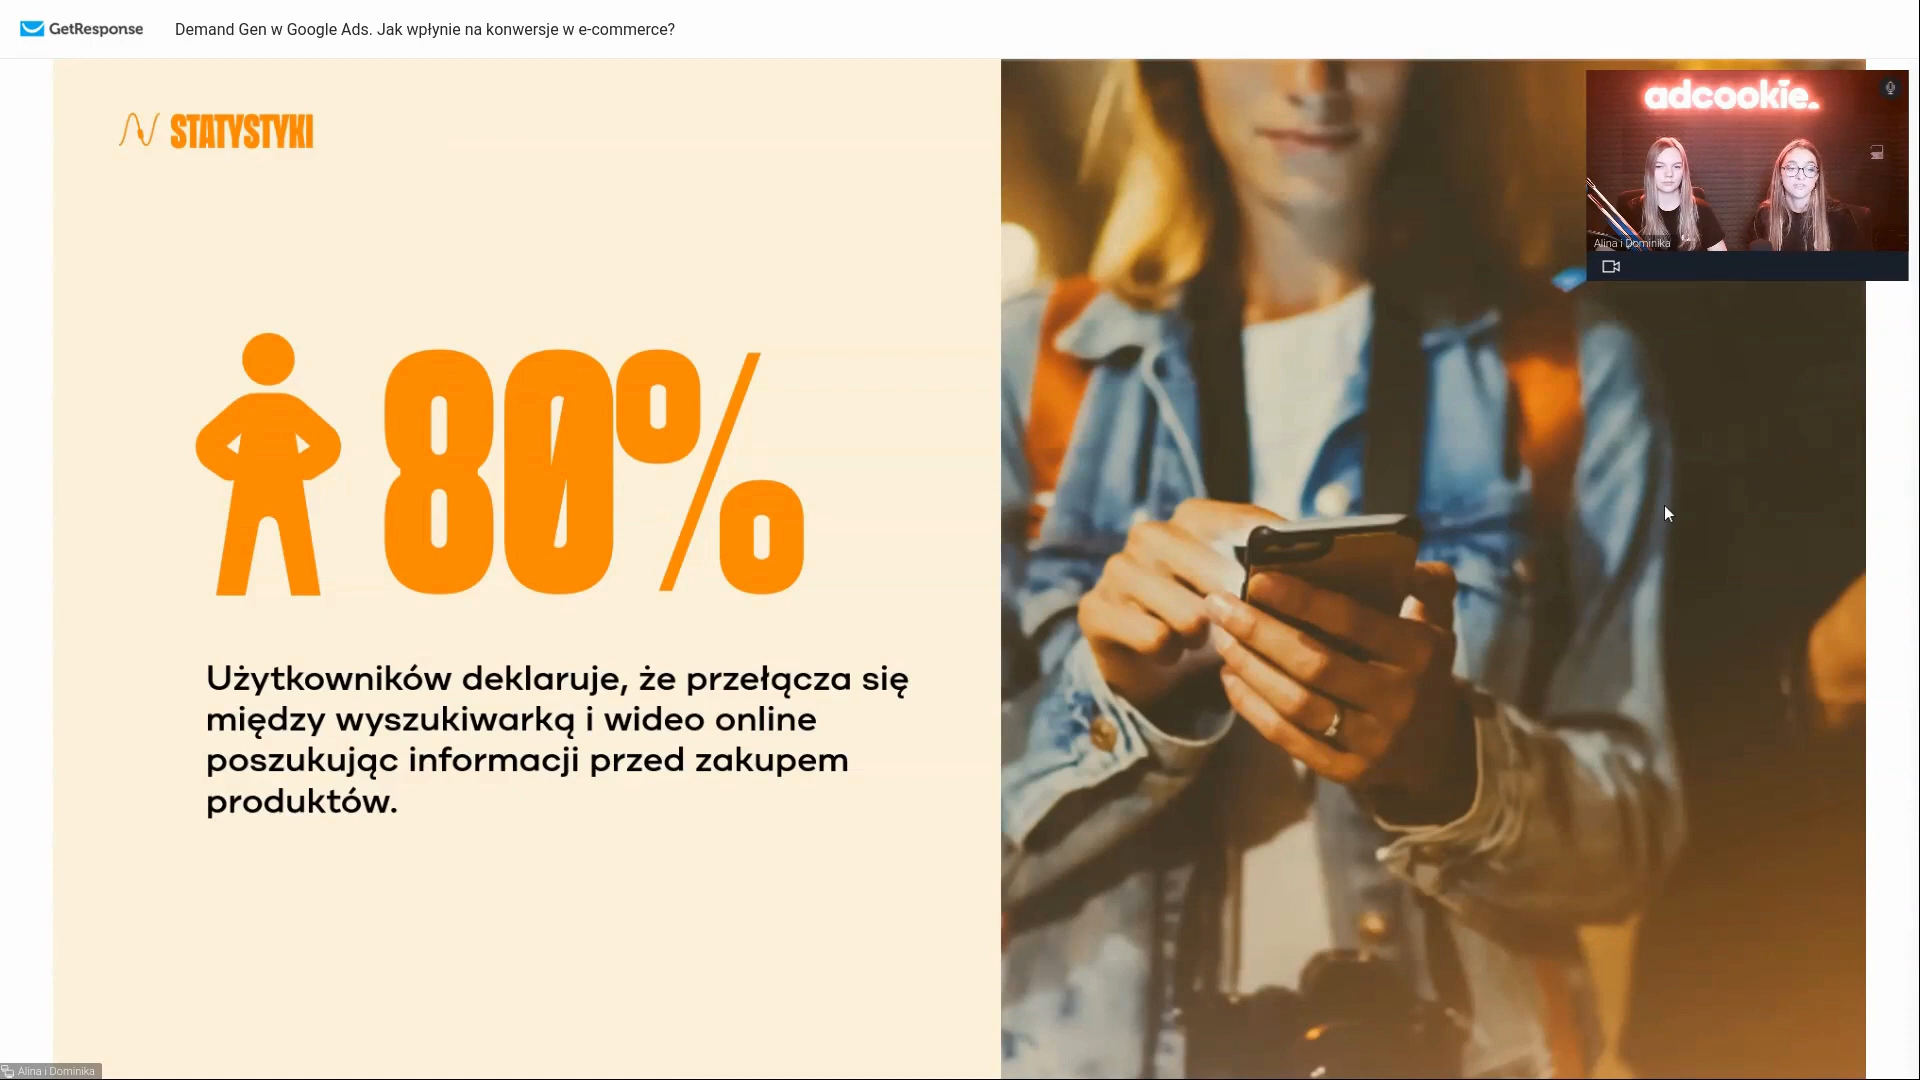 GetResponse
Demand Gen w Google Ads. Jak wpłynie na konwersje w e-commerce?
STATYSTYKI
adcookie.
Alina i Dominika
80%
Użytkowników deklaruje, że przełącza się
między wyszukiwarką i wideo online
poszukując informacji przed zakupem
produktów.
Alina i Dominika